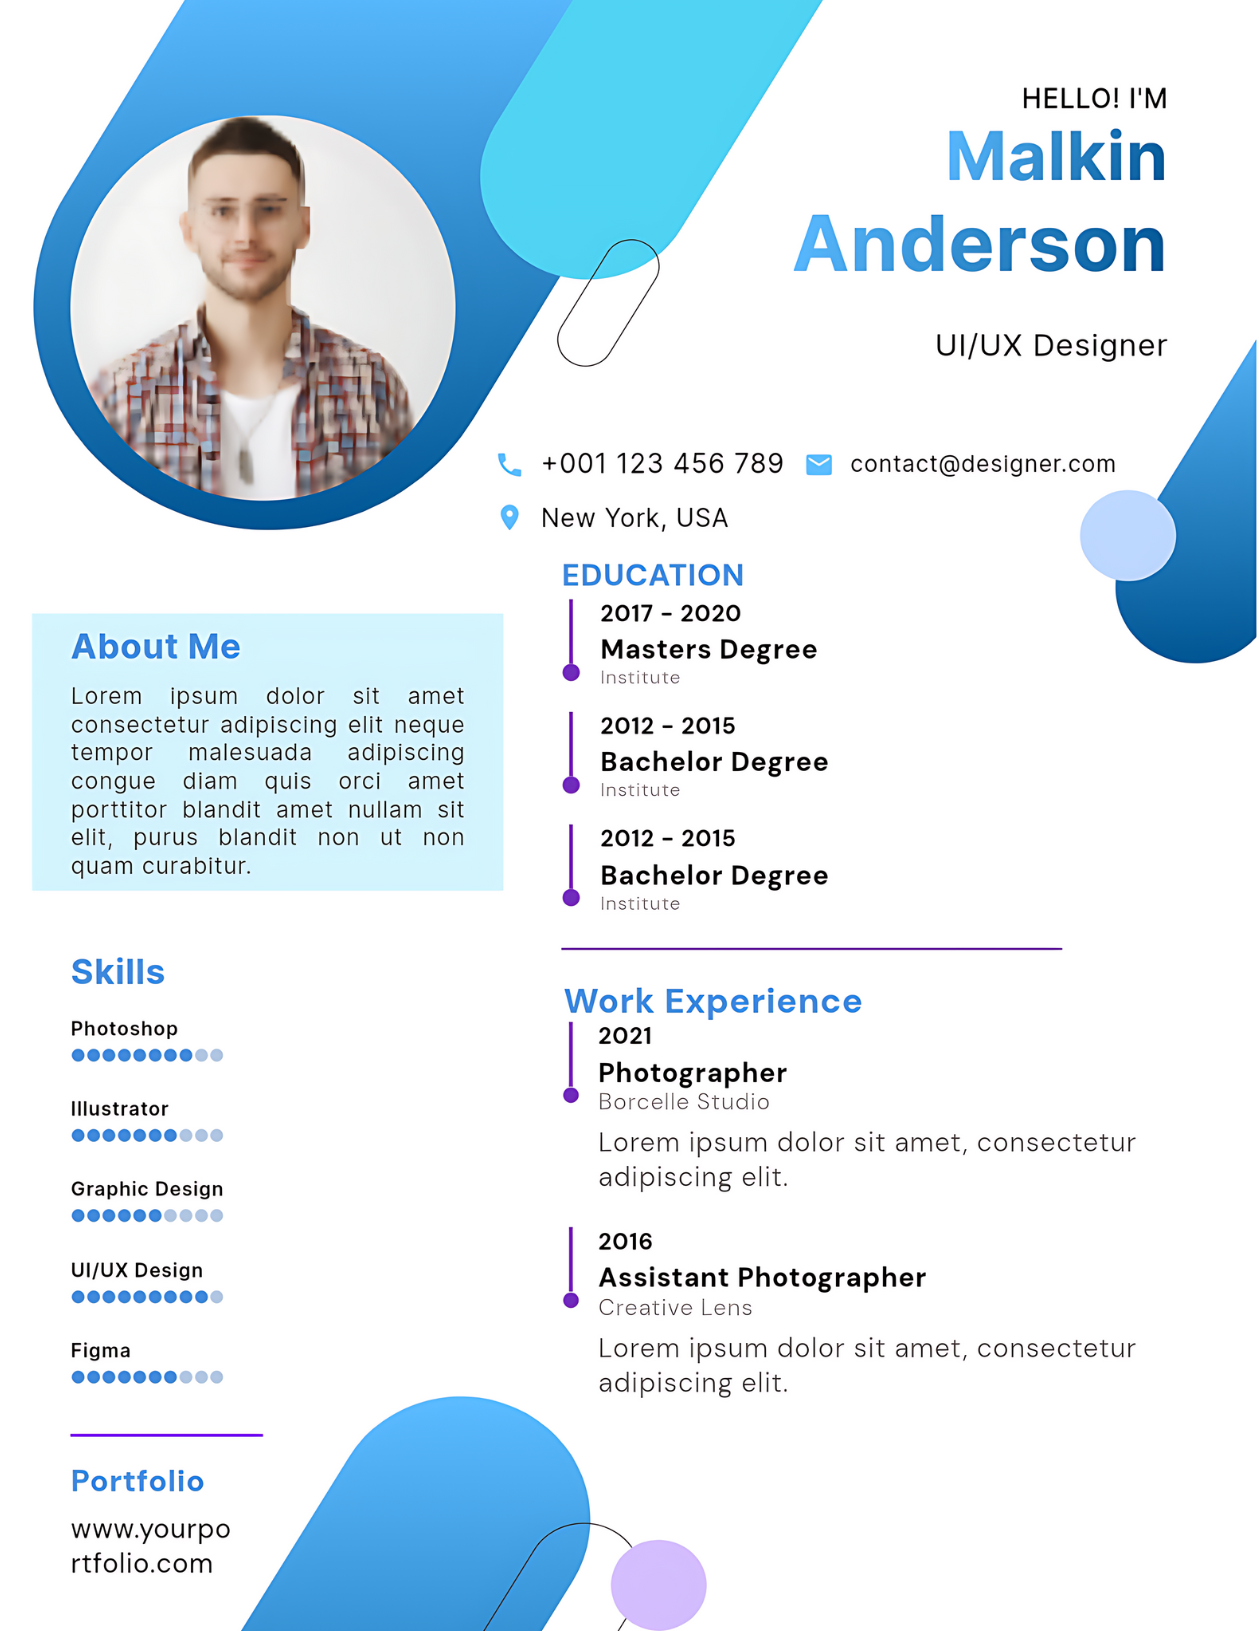 HELLO! I'M
Malkin
Anderson
UI/UX Designer
+001 123 456 789 contact@designer.com
New York, USA
About Me
Lorem ipsum dolor sit amet
consectetur adipiscing elit neque
tempor malesuada adipiscing
congue diam quis orci amet
porttitor blandit amet nullam sit
elit, purus blandit non ut non
quam curabitur.
Skills
Photoshop
Illustrator
Graphic Design
UI/UX Design
Figma
Portfolio
www.yourpo
rtfolio.com
EDUCATION
2017 - 2020
Masters Degree
Institute
2012 - 2015
Bachelor Degree
Institute
2012 - 2015
Bachelor Degree
Institute
Work Experience
2021
Photographer
Borcelle Studio
Lorem ipsum dolor sit amet, consectetur
adipiscing elit.
2016
Assistant Photographer
Creative Lens
Lorem ipsum dolor sit amet, consectetur
adipiscing elit.